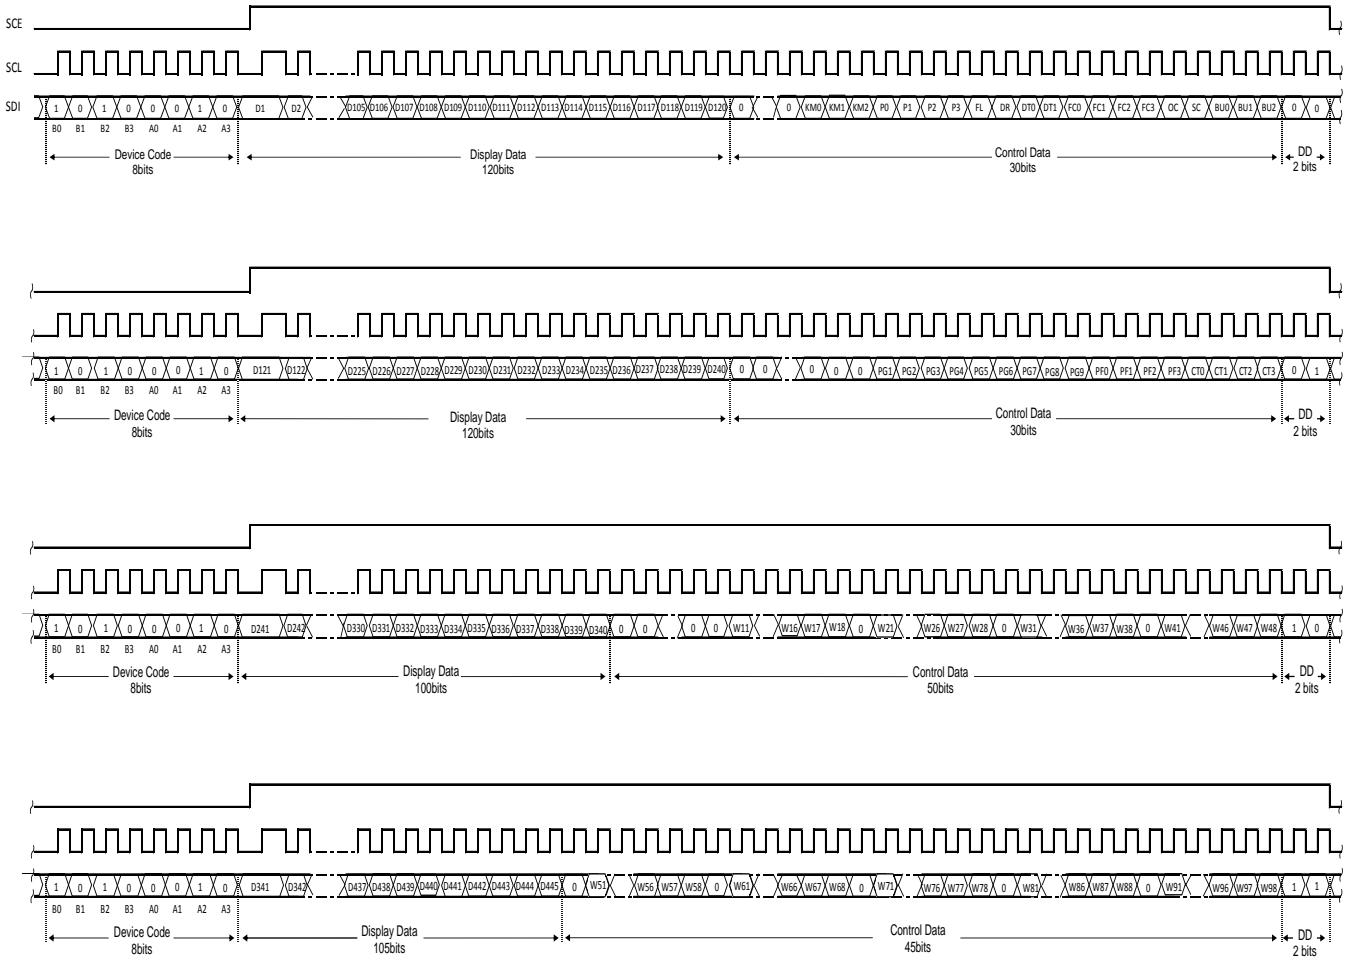 SCE
SCL
SDI 1 0 1 0 0 0 1 0 D1 D2 D105 D106 D107 D108 D109 D110 D111 D112 D113 D114 D115 D116 D117 D118 D119 D120 0 0 KM0 KM1 KM2 P0 P1 P2 P3 FL DR DT0 DT1 FC0 FC1 FC2 FC3 OC SC BU0 BU1 BU2 0 0
B0 B1 B2 B3 A0 A1 A2 A3
Device Code Display Data Control Data DD
8bits 120bits 30bits 2 bits
1 0 1 0 0 0 1 0 D121 D122 D225 D226 D227 D228 D229 D230 D231 D232 D233 D234 D235 D236 D237 D238 D239 D240 0 0 0 0 0 PG1 PG2 PG3 PG4 PG5 PG6 PG7 PG8 PG9 PF0 PF1 PF2 PF3 CT0 CT1 CT2 CT3 0 1
B0 B1 B2 B3 A0 A1 A2 A3
Device Code Display Data Control Data DD
8bits 120bits 30bits 2 bits
1 0 1 0 0 0 1 0 D241 D242 D330 D331 D332 D333 D334 D335 D336 D337 D338 D339 D340 0 0 0 0 W11 W16 W17 W18 0 W21 W26 W27 W28 0 W31 W36 W37 W38 0 W41 W46 W47 W48 1 0
B0 B1 B2 B3 A0 A1 A2 A3
Device Code Display Data Control Data DD
8bits 100bits 50bits 2 bits
1 0 1 0 0 0 1 0 D341 D342 D437 D438 D439 D440 D441 D442 D443 D444 D445 0 W51 W56 W57 W58 0 W61 W66 W67 W68 0 W71 W76 W77 W78 0 W81 W86 W87 W88 0 W91 W96 W97 W98 1 1
B0 B1 B2 B3 A0 A1 A2 A3
Device Code Display Data Control Data DD
8bits 105bits 45bits 2 bits